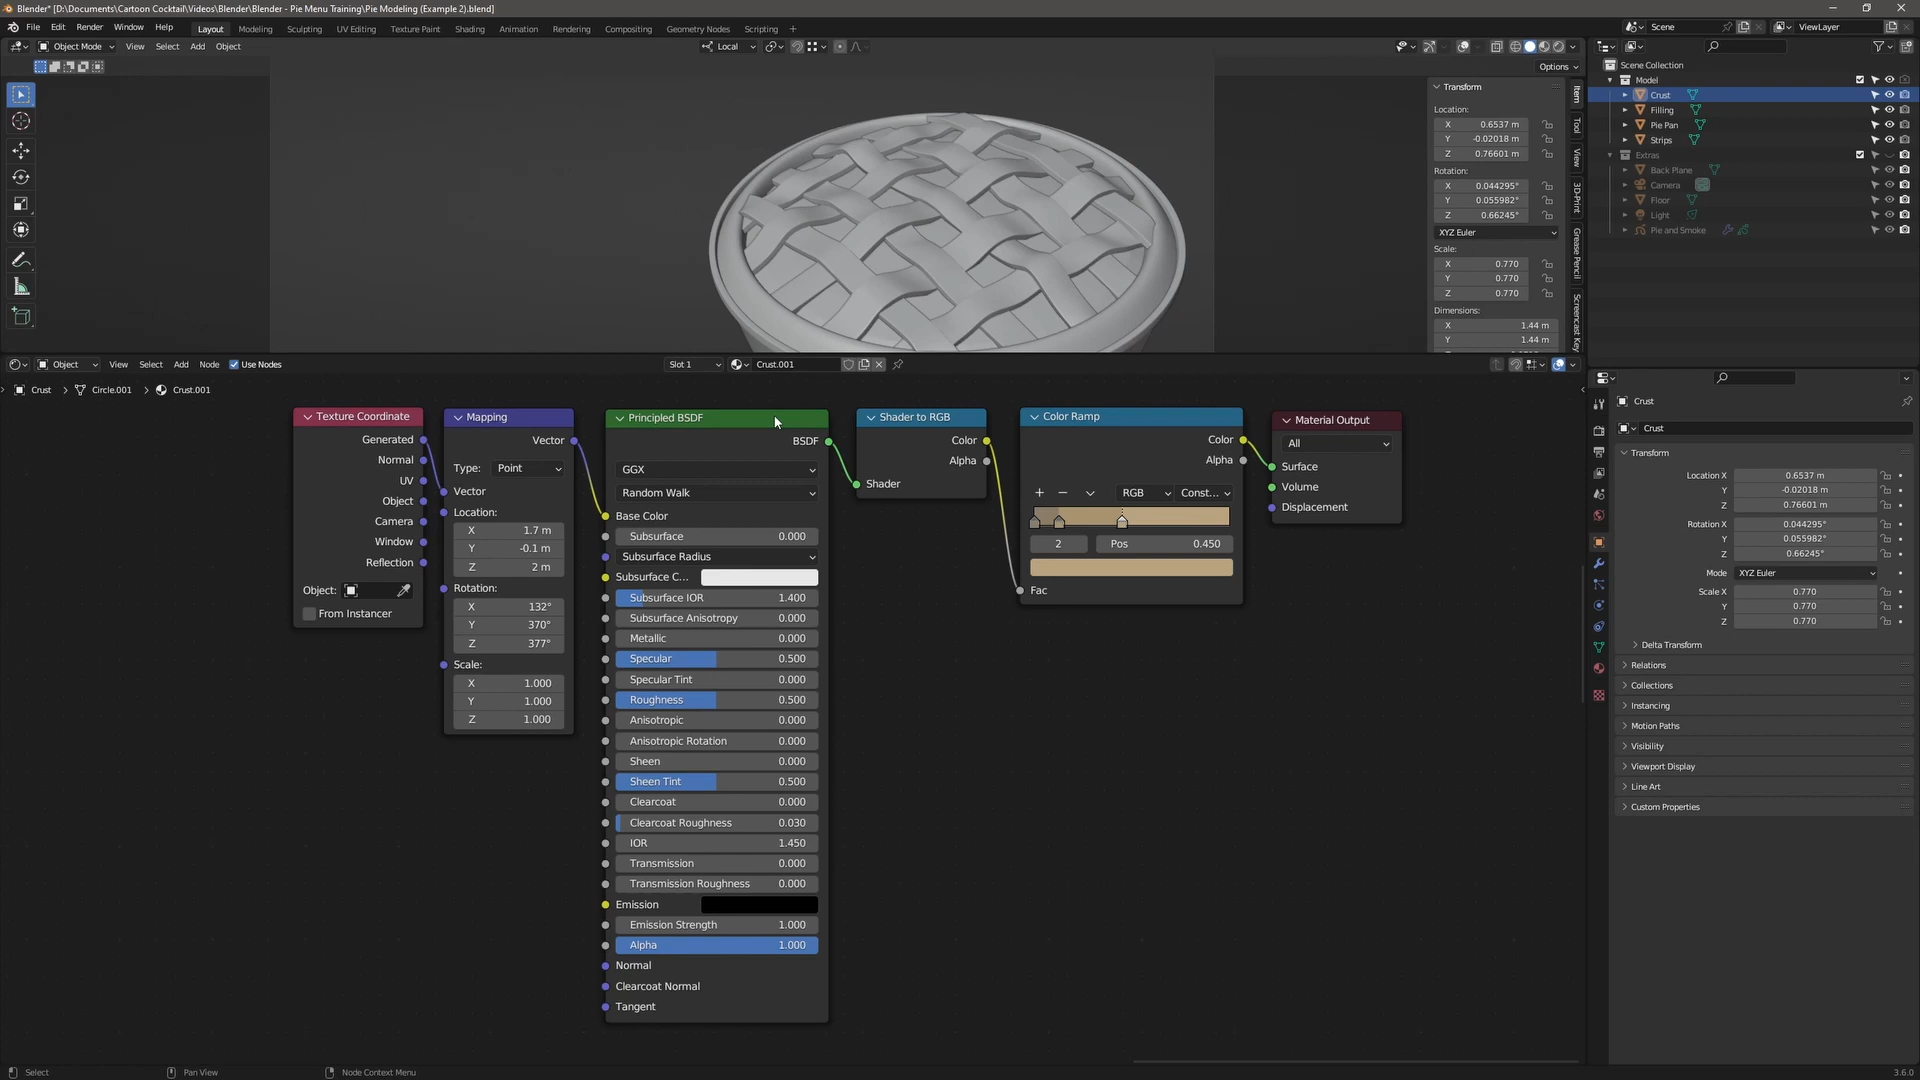 Blender* [D:\Documents\Cartoon Cocktail\Videos\Blender\Blender - Pie Menu Training\Pie Modeling (Example 2).blend]
File Edit Render Window Help Layout Modeling Sculpting UV Editing Texture Paint Shading Animation Rendering Compositing Geometry Nodes Scripting + Scene ViewLayer
Object Mode View Select Add Object Local
Options
Transform
Location:
X 0.6537 m
Y -0.02018 m
Z 0.76601 m
Rotation:
X 0.044295°
Y 0.055982°
Z 0.66245°
XYZ Euler
Scale:
X 0.770
Y 0.770
Z 0.770
Dimensions:
X 1.44 m
Y 1.44 m
Item
Tool
View
3D-Print
Grease Pencil
Screencast Key
Scene Collection
Model
Crust
Filling
Pie Pan
Strips
Extras
Back Plane
Camera
Floor
Light
Pie and Smoke
Object View Select Add Node Use Nodes Slot 1 Crust.001
Crust > Circle.001 > Crust.001
Texture Coordinate
Generated
Normal
UV
Object
Camera
Window
Reflection
Object:
From Instancer
Mapping
Vector
Type: Point
Vector
Location:
X 1.7 m
Y -0.1 m
Z 2 m
Rotation:
X 132°
Y 370°
Z 377°
Scale:
X 1.000
Y 1.000
Z 1.000
Principled BSDF
BSDF
GGX
Random Walk
Base Color
Subsurface 0.000
Subsurface Radius
Subsurface C...
Subsurface IOR 1.400
Subsurface Anisotropy 0.000
Metallic 0.000
Specular 0.500
Specular Tint 0.000
Roughness 0.500
Anisotropic 0.000
Anisotropic Rotation 0.000
Sheen 0.000
Sheen Tint 0.500
Clearcoat 0.000
Clearcoat Roughness 0.030
IOR 1.450
Transmission 0.000
Transmission Roughness 0.000
Emission
Emission Strength 1.000
Alpha 1.000
Normal
Clearcoat Normal
Tangent
Shader to RGB
Color
Alpha
Shader
Color Ramp
Color
Alpha
+ − RGB Const...
2 Pos 0.450
Fac
Material Output
All
Surface
Volume
Displacement
Crust
Crust
Transform
Location X 0.6537 m
Y -0.02018 m
Z 0.76601 m
Rotation X 0.044295°
Y 0.055982°
Z 0.66245°
Mode XYZ Euler
Scale X 0.770
Y 0.770
Z 0.770
Delta Transform
Relations
Collections
Instancing
Motion Paths
Visibility
Viewport Display
Line Art
Custom Properties
Select Pan View Node Context Menu 3.6.0